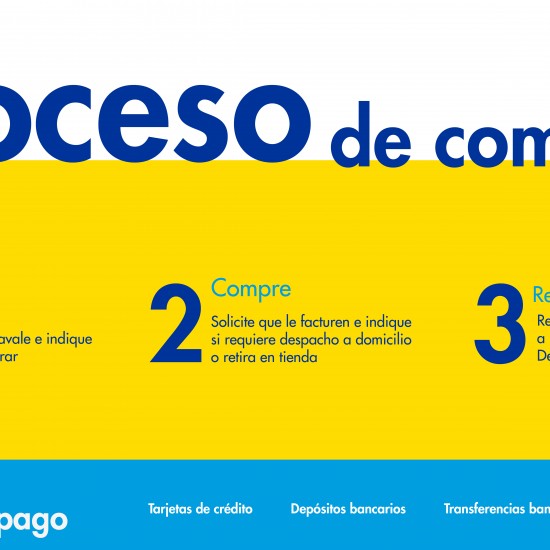 oceso de com
2
Compre
Solicite que le facturen e indique
si requiere despacho a domicilio
o retira en tienda
avale e indique
rar
3
Re
Re
a
De
pago
Tarjetas de crédito
Depósitos bancarios
Transferencias ban